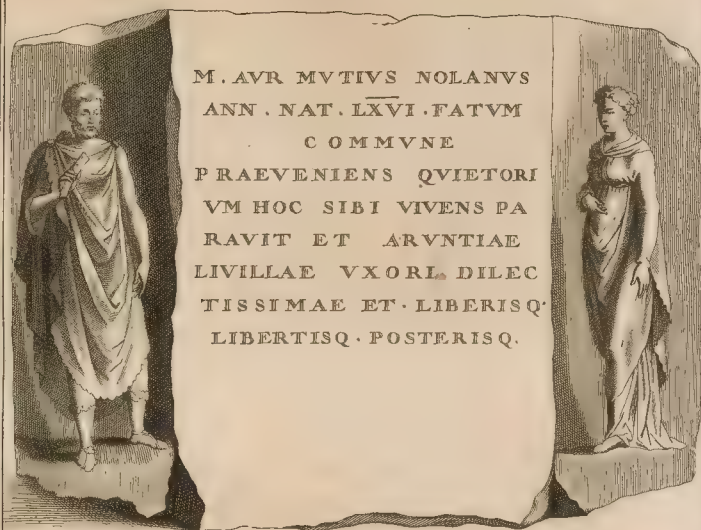 M. AVR MVTIVS NOLANVS
ANN. NAT. LXVI. FATVM
COMMVNE
PRAEVENIENS QVIETORI
VM HOC SIBI VIVENS PA
RAVIT ET ARVNTIAE
LIVILLAE VXORI DILEC
TISSIMAE ET · LIBERISQ·
LIBERTISQ · POSTERISQ.